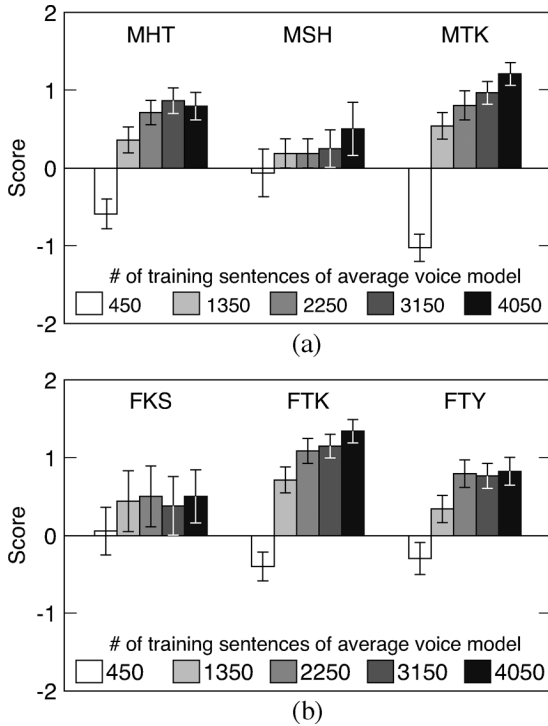 2
MHT MSH MTK
1
Score
0
-1
# of training sentences of average voice model
450 1350 2250 3150 4050
-2
(a)
2
FKS FTK FTY
1
Score
0
-1
# of training sentences of average voice model
450 1350 2250 3150 4050
-2
(b)